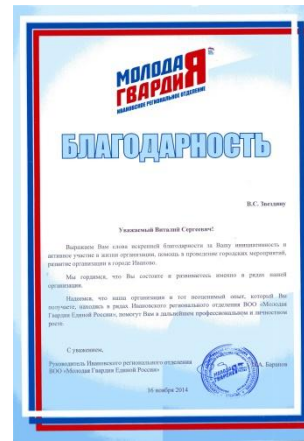 МОЛОДАЯ
ГВАРДИЯ
ИВАНОВСКОЕ РЕГИОНАЛЬНОЕ ОТДЕЛЕНИЕ
БЛАГОДАРНОСТЬ
В.С. Звездину
Уважаемый Виталий Сергеевич!
Выражаем Вам слова искренней благодарности за Вашу инициативность и
активное участие в жизни организации, помощь в проведение городских мероприятий,
развитие организации в городе Иваново.
Мы гордимся, что Вы состоите и развиваетесь именно в рядах нашей
организации.
Надеемся, что наша организация и тот неоценимый опыт, который Вы
получаете, находясь в рядах Ивановского регионального отделения ВОО «Молодая
Гвардия Единой России», помогут Вам в дальнейшем профессиональном и личностном
росте.
С уважением,
Руководитель Ивановского регионального отделения
ВОО «Молодая Гвардия Единой России»
А. Баранов
16 ноября 2014